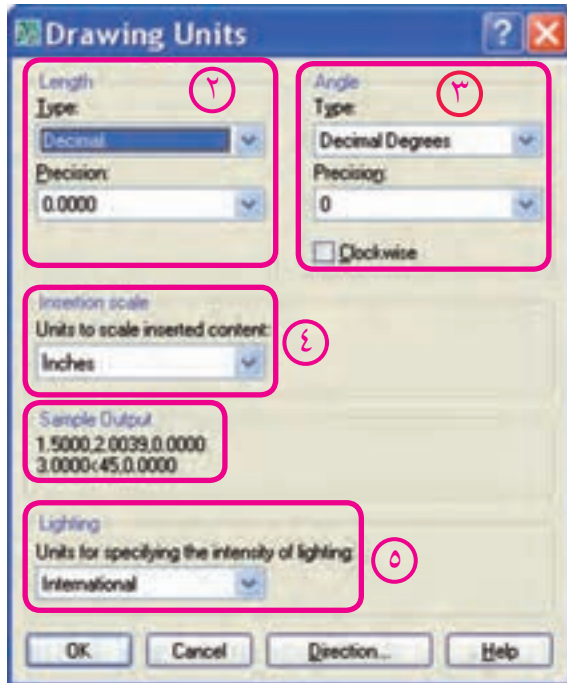 Drawing Units
Length ٢
Type:
Decimal
Precision:
0.0000
Angle ٣
Type:
Decimal Degrees
Precision:
0
Clockwise
Insertion scale
Units to scale inserted content:
Inches
٤
Sample Output
1.5000,2.0039,0.0000
3.0000<45,0.0000
Lighting
Units for specifying the intensity of lighting:
International
٥
OK Cancel Direction... Help